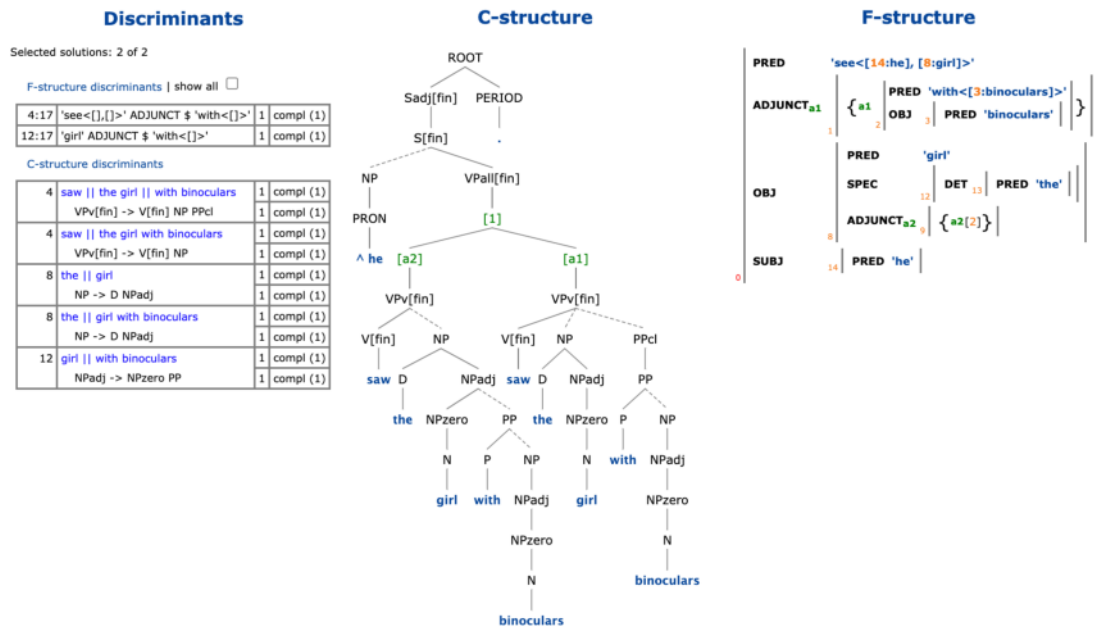 Discriminants
Selected solutions: 2 of 2
F-structure discriminants | show all
4:17 'see<[],[]>' ADJUNCT $ 'with<[]>' 1 compl (1)
12:17 'girl' ADJUNCT $ 'with<[]>' 1 compl (1)
C-structure discriminants
4 saw || the girl || with binoculars 1 compl (1)
VPv[fin] -> V[fin] NP PPcl 1 compl (1)
4 saw || the girl with binoculars 1 compl (1)
VPv[fin] -> V[fin] NP 1 compl (1)
8 the || girl 1 compl (1)
NP -> D NPadj 1 compl (1)
8 the || girl with binoculars 1 compl (1)
NP -> D NPadj 1 compl (1)
12 girl || with binoculars 1 compl (1)
NPadj -> NPzero PP 1 compl (1)
C-structure
ROOT
Sadj[fin] PERIOD
S[fin] .
NP VPall[fin]
PRON [1]
^ he [a2] [a1]
VPv[fin] VPv[fin]
V[fin] NP V[fin] NP PPcl
saw D NPadj saw D NPadj PP
the NPzero PP the NPzero P NP
N P NP N with NPadj
girl with NPadj girl NPzero
NPzero N
N binoculars
binoculars
F-structure
PRED 'see<[14:he], [8:girl]>'
PRED 'with<[3:binoculars]>'
ADJUNCTa1 1 { a1 2 OBJ 3 PRED 'binoculars' }
PRED 'girl'
OBJ SPEC 12 DET 13 PRED 'the'
8 ADJUNCTa2 9 { a2[2] }
SUBJ 14 PRED 'he'
0